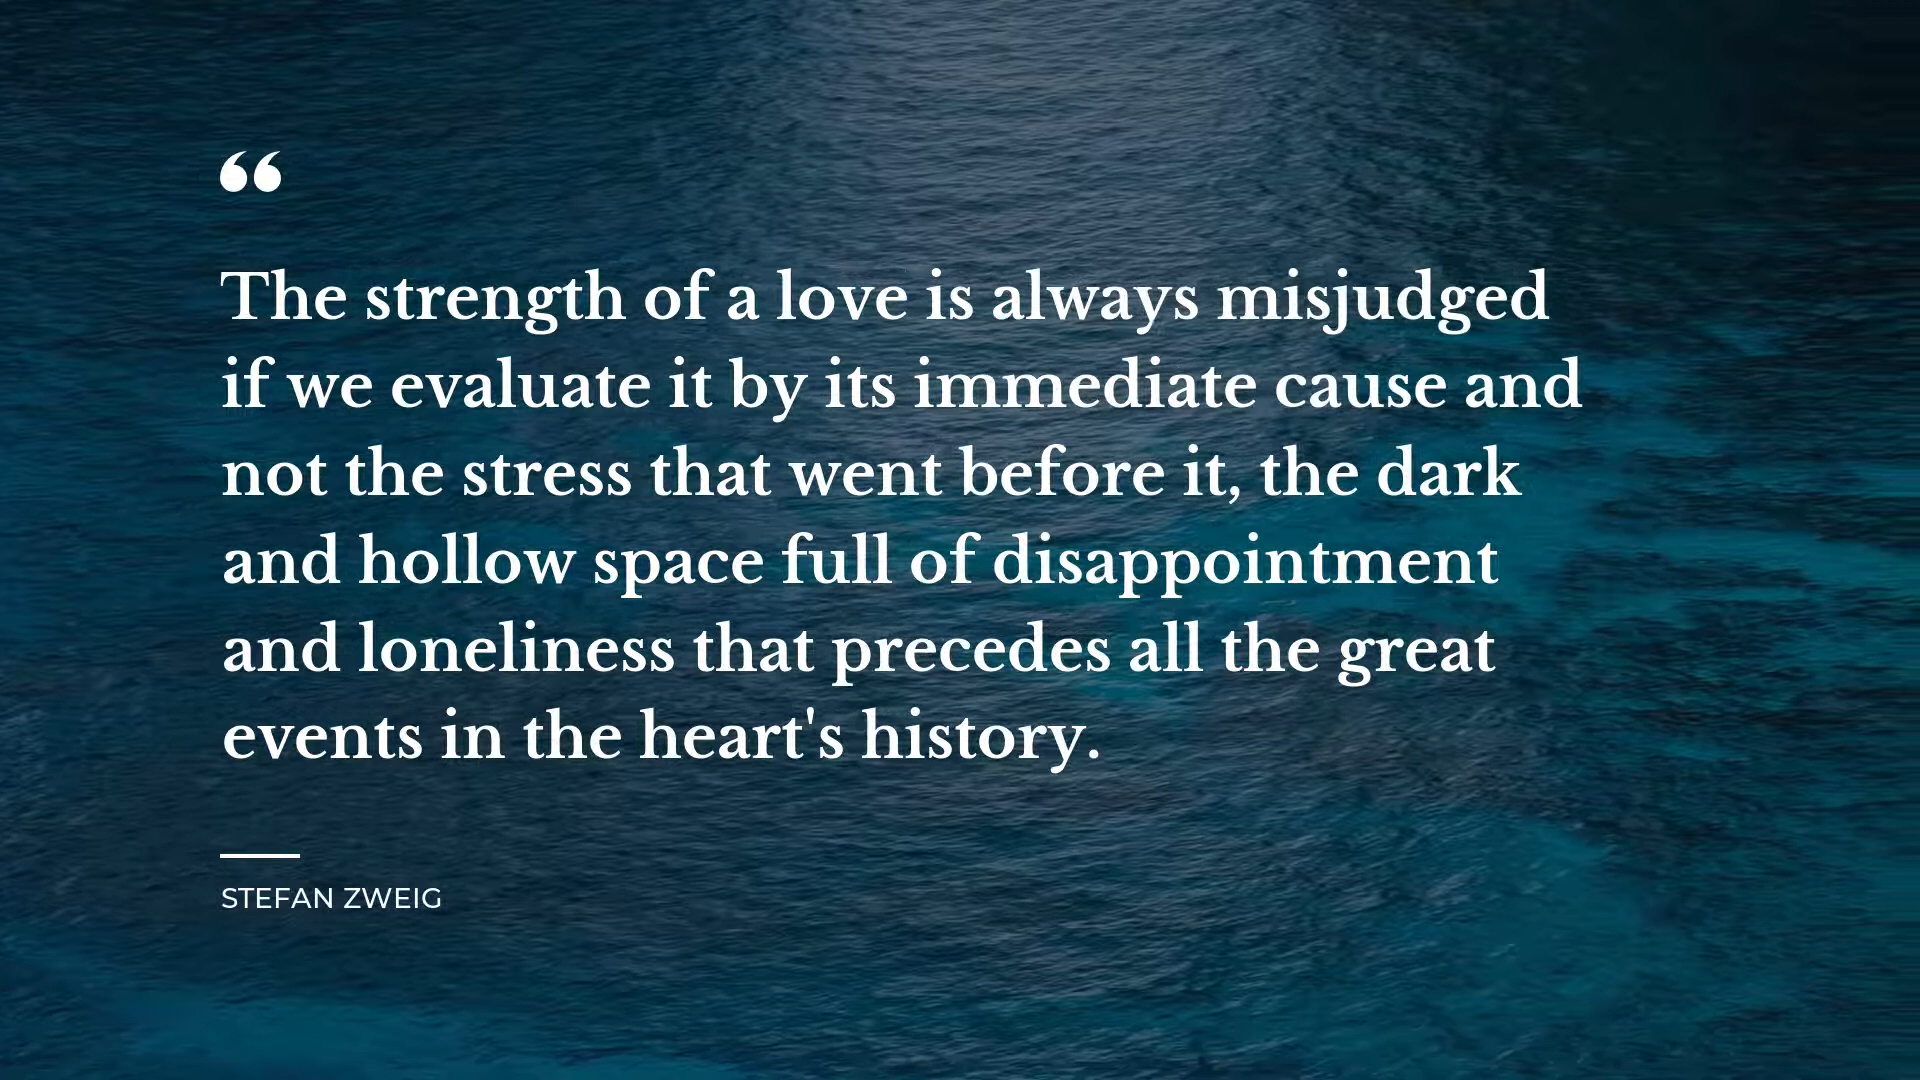 “
The strength of a love is always misjudged
if we evaluate it by its immediate cause and
not the stress that went before it, the dark
and hollow space full of disappointment
and loneliness that precedes all the great
events in the heart's history.
STEFAN ZWEIG